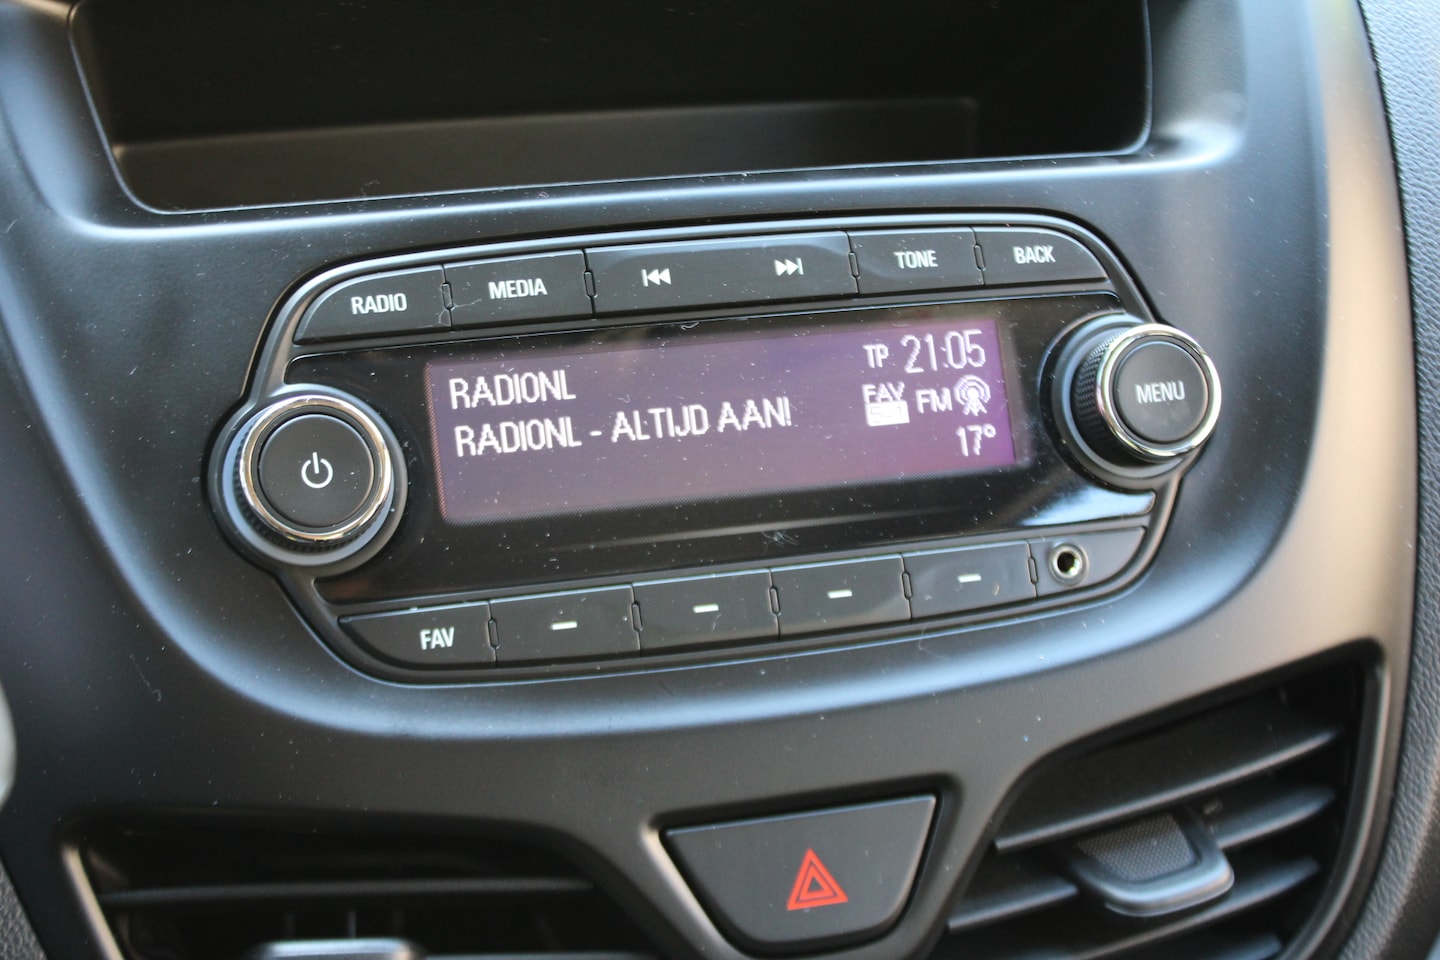 RADIO MEDIA TONE BACK
TP 21:05
RADIONL
FAV FM
RADIONL - ALTIJD AAN!
17°
MENU
FAV